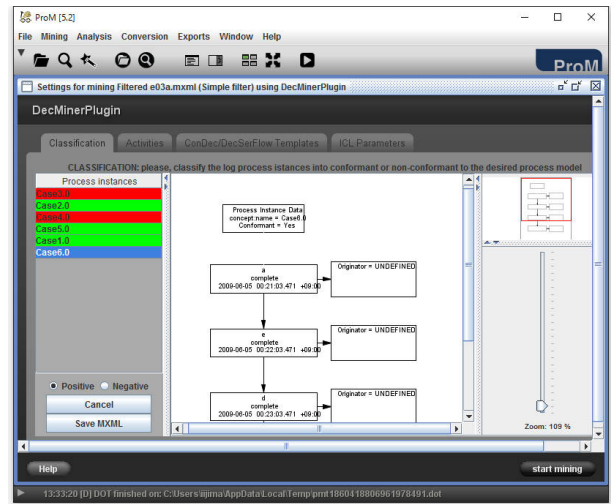 ProM [5.2]
File Mining Analysis Conversion Exports Window Help
ProM
Settings for mining Filtered e03a.mxml (Simple filter) using DecMinerPlugin
DecMinerPlugin
Classification Activities ConDec/DecSerFlow Templates ICL Parameters
CLASSIFICATION: please, classify the log process istances into conformant or non-conformant to the desired process model
Process instances
Case3.0
Case2.0
Case4.0
Case5.0
Case1.0
Case6.0
Process Instance Data
concept:name = Case6.0
Conformant = Yes
a
complete
2009-06-05 00:21:03.471 +09:00
Originator = UNDEFINED
e
complete
2009-06-05 00:22:03.471 +09:00
Originator = UNDEFINED
d
complete
2009-06-05 00:23:03.471 +09:00
Originator = UNDEFINED
Positive Negative
Cancel
Save MXML
Zoom: 109 %
Help start mining
13:33:20 [D] DOT finished on: C:\Users\iijima\AppData\Local\Temp\pmt1860418806961978491.dot